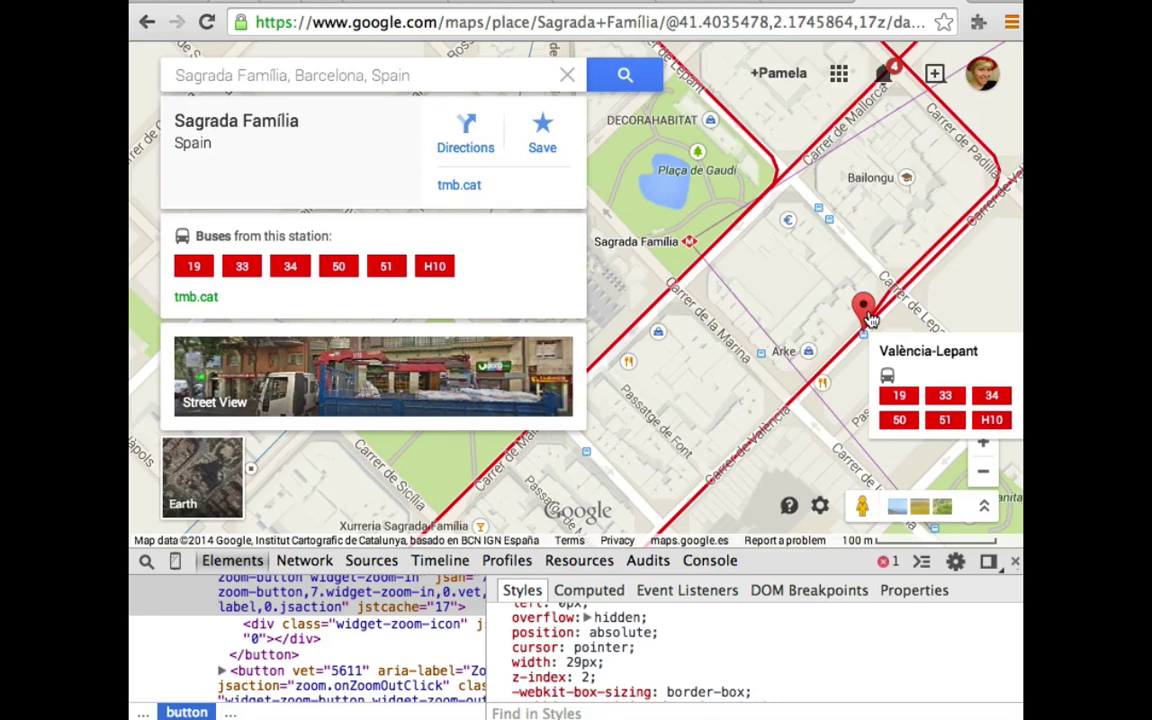 https://www.google.com/maps/place/Sagrada+Família/@41.4035478,2.1745864,17z/da...
Sagrada Família, Barcelona, Spain
+Pamela
4
Sagrada Família
Spain
Directions
Save
tmb.cat
Buses from this station:
19 33 34 50 51 H10
tmb.cat
Street View
Earth
DECORAHABITAT
Plaça de Gaudí
Sagrada Família
M
Bailongu
Carrer de Lepant
Carrer de Mallorca
Carrer de Padilla
Carrer de la Marina
Arke
València-Lepant
19 33 34
50 51 H10
Passatge de Font
Carrer de València
Carrer de Sicília
Xurreria Sagrada Família
Google
Map data ©2014 Google, Institut Cartografic de Catalunya, basado en BCN IGN España Terms Privacy maps.google.es Report a problem 100 m
Elements Network Sources Timeline Profiles Resources Audits Console
1
zoom-button widget-zoom-in" jsan="7
zoom-button,7.widget-zoom-in,0.vet,
label,0.jsaction" jstcache="17">
<div class="widget-zoom-icon" j
"0"></div>
</button>
<button vet="5611" aria-label="Zo
jsaction="zoom.onZoomOutClick" clas
"widget-zoom-button widget-zoom-ou
... button ...
Styles Computed Event Listeners DOM Breakpoints Properties
left: 0px;
overflow: hidden;
position: absolute;
cursor: pointer;
width: 29px;
z-index: 2;
-webkit-box-sizing: border-box;
Find in Styles